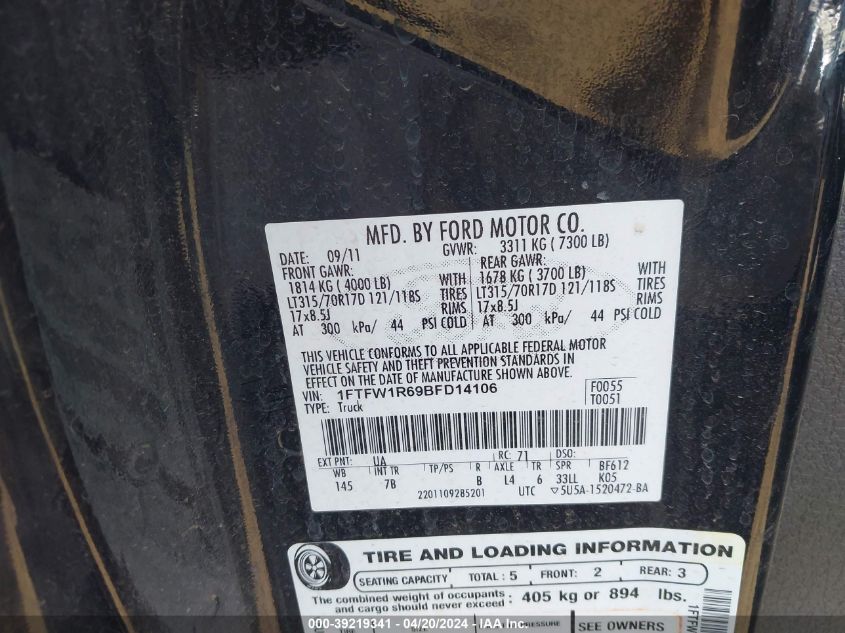 MFD. BY FORD MOTOR CO.
DATE: 09/11 GVWR: 3311 KG ( 7300 LB)
FRONT GAWR: REAR GAWR:
1814 KG ( 4000 LB) WITH 1678 KG ( 3700 LB) WITH
LT315/70R17D 121/118S TIRES LT315/70R17D 121/118S TIRES
17x8.5J RIMS 17x8.5J RIMS
AT 300 kPa/ 44 PSI COLD AT 300 kPa/ 44 PSI COLD
THIS VEHICLE CONFORMS TO ALL APPLICABLE FEDERAL MOTOR
VEHICLE SAFETY AND THEFT PREVENTION STANDARDS IN
EFFECT ON THE DATE OF MANUFACTURE SHOWN ABOVE.
VIN: 1FTFW1R69BFD14106 F0055
TYPE: Truck T0051
EXT PNT: UA RC: 71 DSO:
WB INT TR TP/PS R AXLE TR SPR BF612
145 7B B L4 6 33LL K05
2201109285201 UTC ▽5U5A-1520472-BA
TIRE AND LOADING INFORMATION
SEATING CAPACITY TOTAL : 5 FRONT: 2 REAR: 3
The combined weight of occupants and cargo should never exceed : 405 kg or 894 lbs.
SEE OWNERS
1FTFW
000-39219341 - 04/20/2024 - IAA Inc.